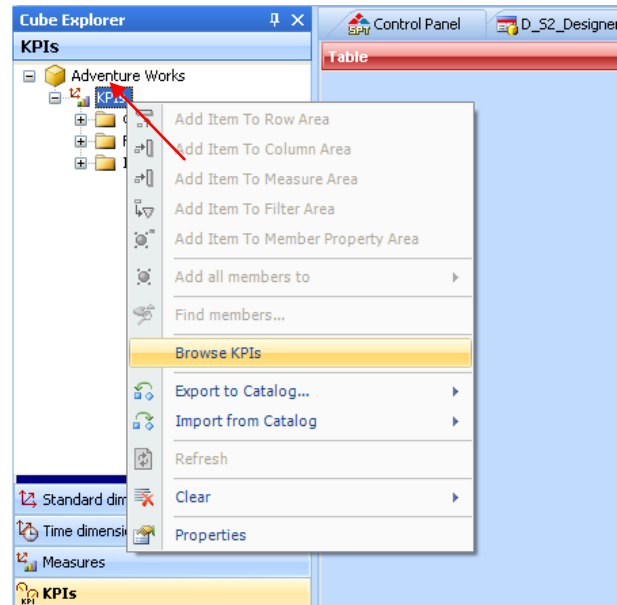 Cube Explorer
Control Panel
D_S2_Designer
KPIs
Table
Adventure Works
KPIs
Add Item To Row Area
Add Item To Column Area
Add Item To Measure Area
Add Item To Filter Area
Add Item To Member Property Area
Add all members to
Find members...
Browse KPIs
Export to Catalog...
Import from Catalog
Refresh
Clear
Properties
Standard dim
Time dimensi
Measures
KPIs